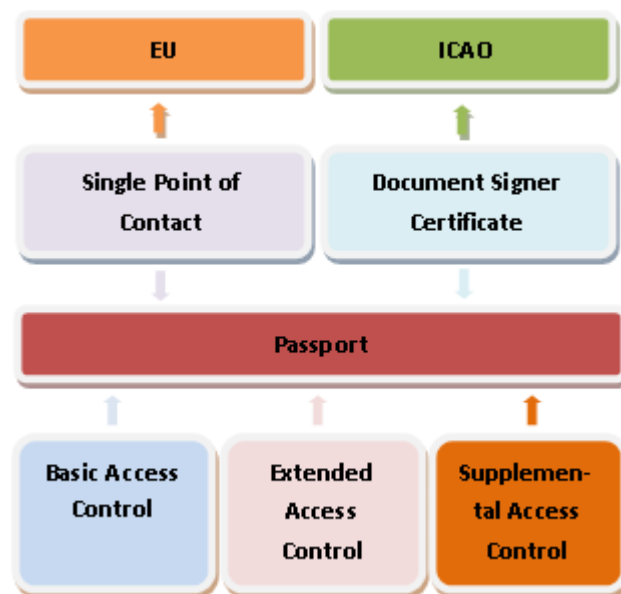 EU
ICAO
Single Point of
Contact
Document Signer
Certificate
Passport
Basic Access
Control
Extended
Access
Control
Supplemen-
tal Access
Control